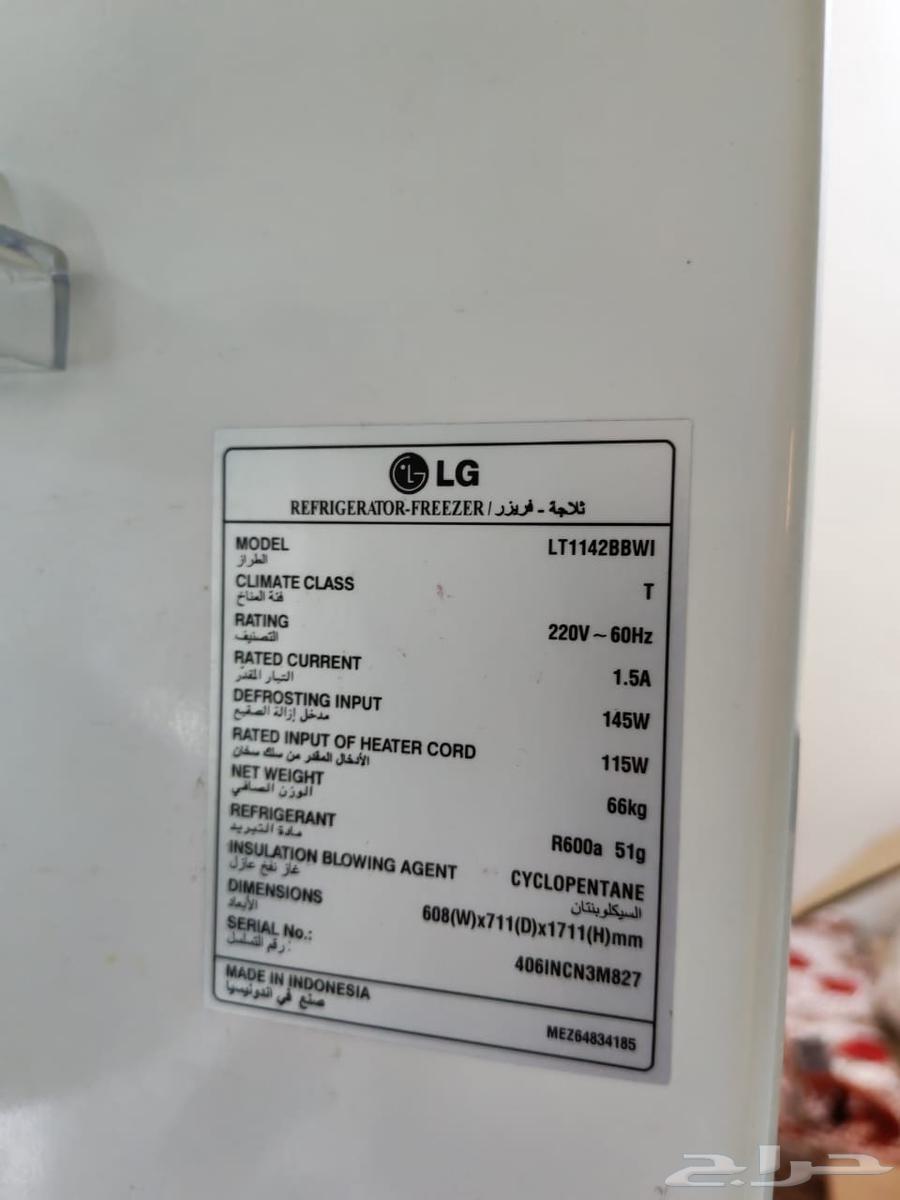 LG
REFRIGERATOR-FREEZER / ثلاجة - فريزر
MODEL LT1142BBWI
الطراز
CLIMATE CLASS T
فئة المناخ
RATING 220V ~ 60Hz
التصنيف
RATED CURRENT 1.5A
التيار المقدّر
DEFROSTING INPUT 145W
مدخل إزالة الصقيع
RATED INPUT OF HEATER CORD 115W
الأدخال المقدر من سلك سخان
NET WEIGHT 66kg
الوزن الصافي
REFRIGERANT R600a 51g
مادة التبريد
INSULATION BLOWING AGENT CYCLOPENTANE
غاز نفخ عازل السيكلوبنتان
DIMENSIONS 608(W)x711(D)x1711(H)mm
الأبعاد
SERIAL No.: 406INCN3M827
رقم التسلسل :
MADE IN INDONESIA
صنع في اندونيسيا
MEZ64834185
حراج